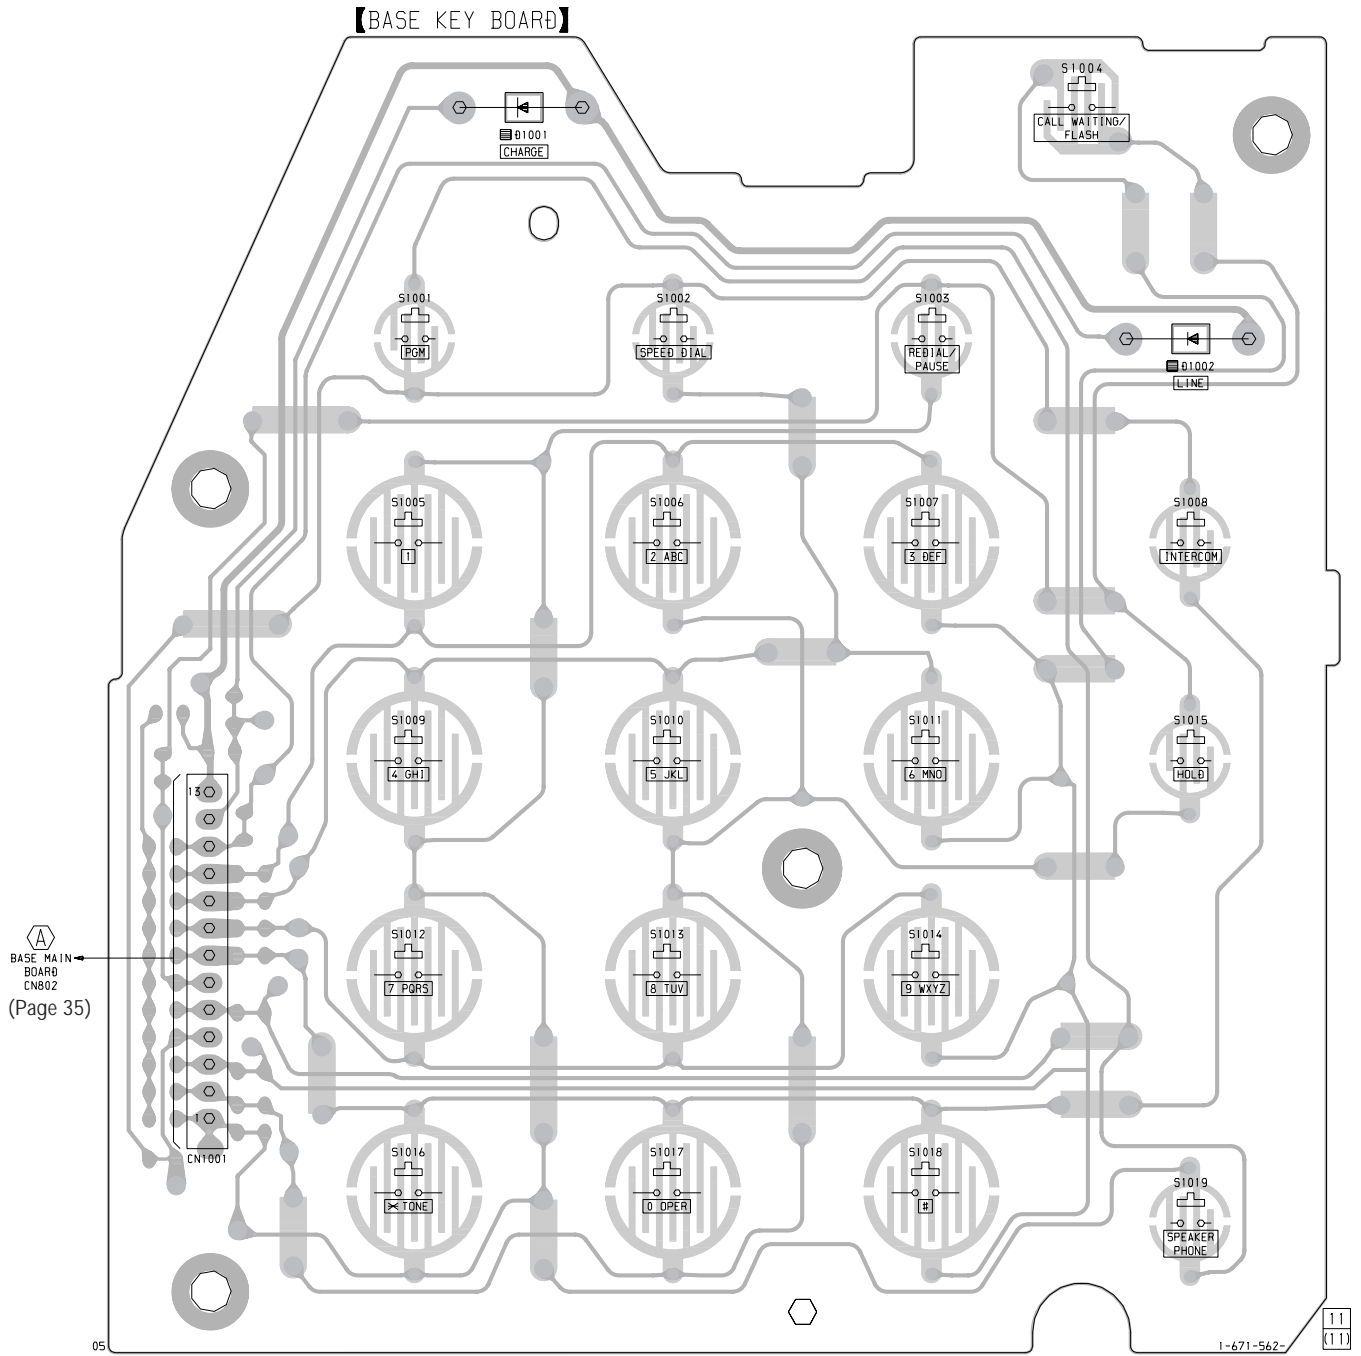 【BASE KEY BOARD】
S1004
CALL WAITING/
FLASH
D1001
CHARGE
S1001
PGM
S1002
SPEED DIAL
S1003
REDIAL/
PAUSE
D1002
LINE
S1005
1
S1006
2 ABC
S1007
3 DEF
S1008
INTERCOM
S1009
4 GHI
S1010
5 JKL
S1011
6 MNO
S1015
HOLD
13
A
BASE MAIN
BOARD
CN802
(Page 35)
S1012
7 PQRS
S1013
8 TUV
S1014
9 WXYZ
1
CN1001
S1016
* TONE
S1017
0 OPER
S1018
#
S1019
SPEAKER
PHONE
05
1-671-562-
11
(11)